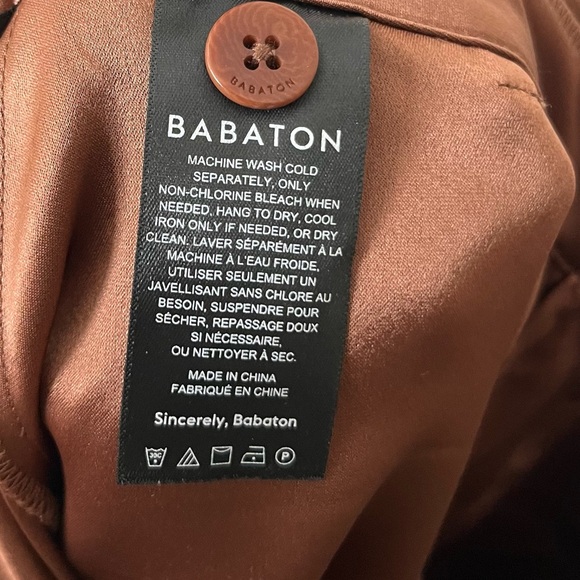 BABATON
BABATON
MACHINE WASH COLD
SEPARATELY, ONLY
NON-CHLORINE BLEACH WHEN
NEEDED, HANG TO DRY, COOL
IRON ONLY IF NEEDED, OR DRY
CLEAN. LAVER SÉPARÉMENT À LA
MACHINE À L'EAU FROIDE,
UTILISER SEULEMENT UN
JAVELLISANT SANS CHLORE AU
BESOIN, SUSPENDRE POUR
SÉCHER, REPASSAGE DOUX
SI NÉCESSAIRE,
OU NETTOYER À SEC.
MADE IN CHINA
FABRIQUÉ EN CHINE
Sincerely, Babaton
30C P